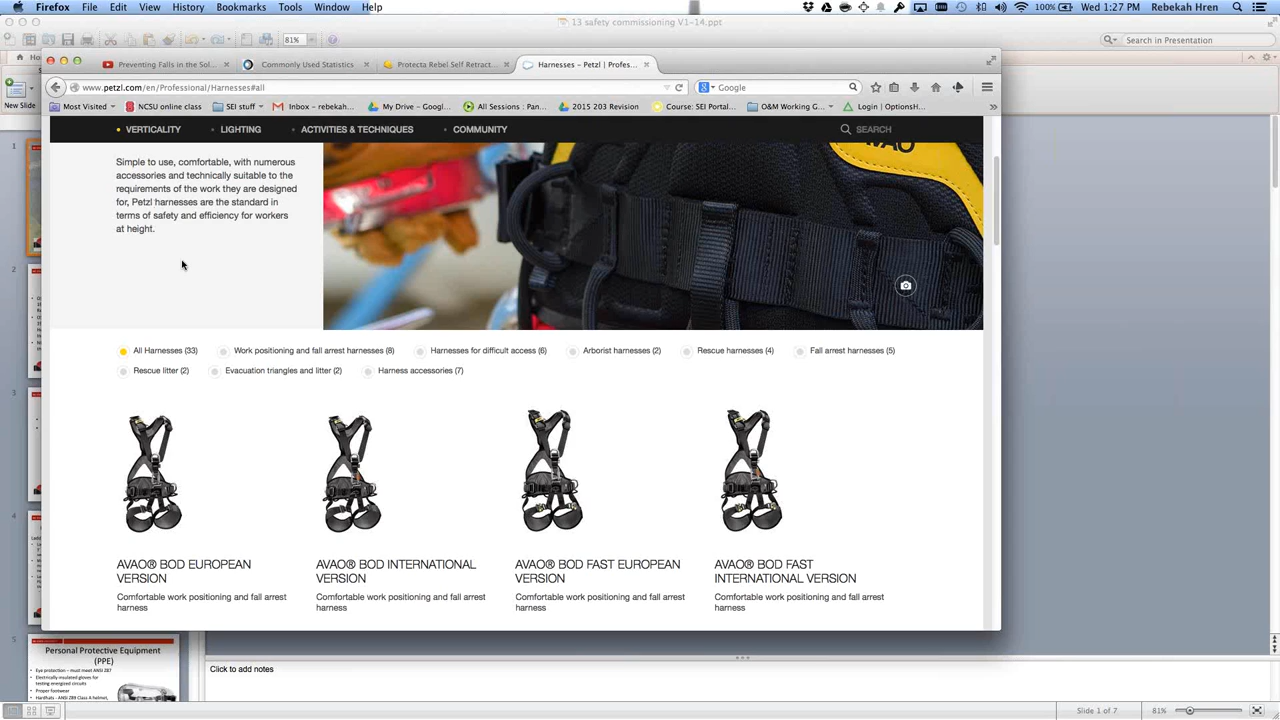 Firefox File Edit View History Bookmarks Tools Window Help 100% Wed 1:27 PM Rebekah Hren
13 safety commissioning V1-14.ppt
81% Search in Presentation
Preventing Falls in the Sol... Commonly Used Statistics Protecta Rebel Self Retract... Harnesses - Petzl | Profes...
www.petzl.com/en/Professional/Harnesses#all Google
Most Visited NCSU online class SEI stuff Inbox – rebekah... My Drive – Googl... All Sessions : Pan... 2015 203 Revision Course: SEI Portal... O&M Working G... Login | OptionsH...
New Slide
VERTICALITY LIGHTING ACTIVITIES & TECHNIQUES COMMUNITY SEARCH
Simple to use, comfortable, with numerous
accessories and technically suitable to the
requirements of the work they are designed
for, Petzl harnesses are the standard in
terms of safety and efficiency for workers
at height.
All Harnesses (33) Work positioning and fall arrest harnesses (8) Harnesses for difficult access (6) Arborist harnesses (2) Rescue harnesses (4) Fall arrest harnesses (5)
Rescue litter (2) Evacuation triangles and litter (2) Harness accessories (7)
AVAO® BOD EUROPEAN VERSION
Comfortable work positioning and fall arrest harness
AVAO® BOD INTERNATIONAL VERSION
Comfortable work positioning and fall arrest harness
AVAO® BOD FAST EUROPEAN VERSION
Comfortable work positioning and fall arrest harness
AVAO® BOD FAST INTERNATIONAL VERSION
Comfortable work positioning and fall arrest harness
1
2
3
4
5
Personal Protective Equipment
(PPE)
Eye protection – must meet ANSI Z87
Electrically insulated gloves for
testing energized circuits
Proper footwear
Hardhats - ANSI Z89 Class A helmet,
Click to add notes
Slide 1 of 7 81%